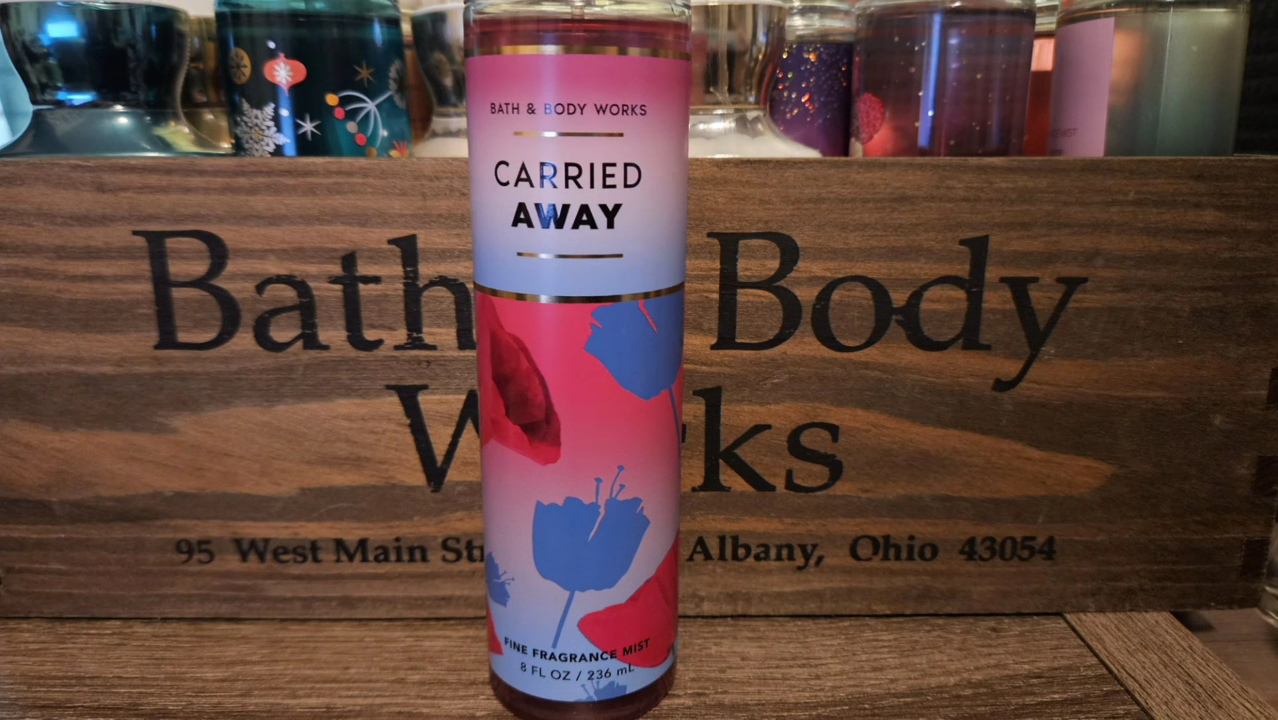 BATH & BODY WORKS
CARRIED
AWAY
Bath Body
W ks
95 West Main St Albany, Ohio 43054
FINE FRAGRANCE MIST
8 FL OZ / 236 mL